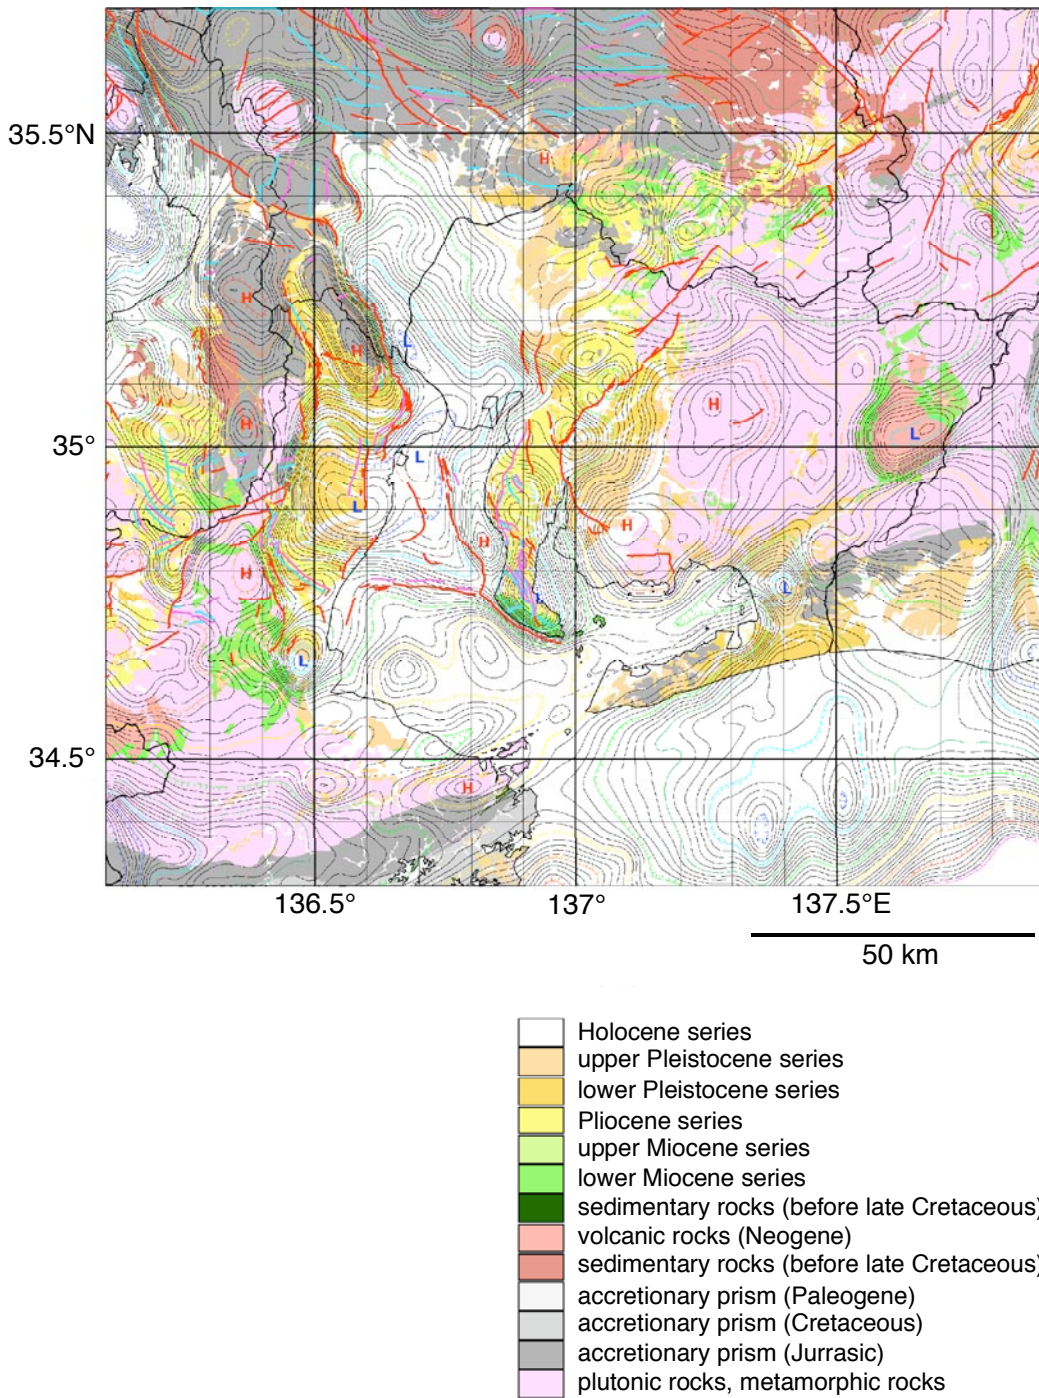 35.5°N
H
H
L
H
H
H
L
L
L
H
H
H
L
L
L
H
34.5°
35°
136.5°
137°
137.5°E
50 km
Holocene series
upper Pleistocene series
lower Pleistocene series
Pliocene series
upper Miocene series
lower Miocene series
sedimentary rocks (before late Cretaceous)
volcanic rocks (Neogene)
sedimentary rocks (before late Cretaceous)
accretionary prism (Paleogene)
accretionary prism (Cretaceous)
accretionary prism (Jurrasic)
plutonic rocks, metamorphic rocks